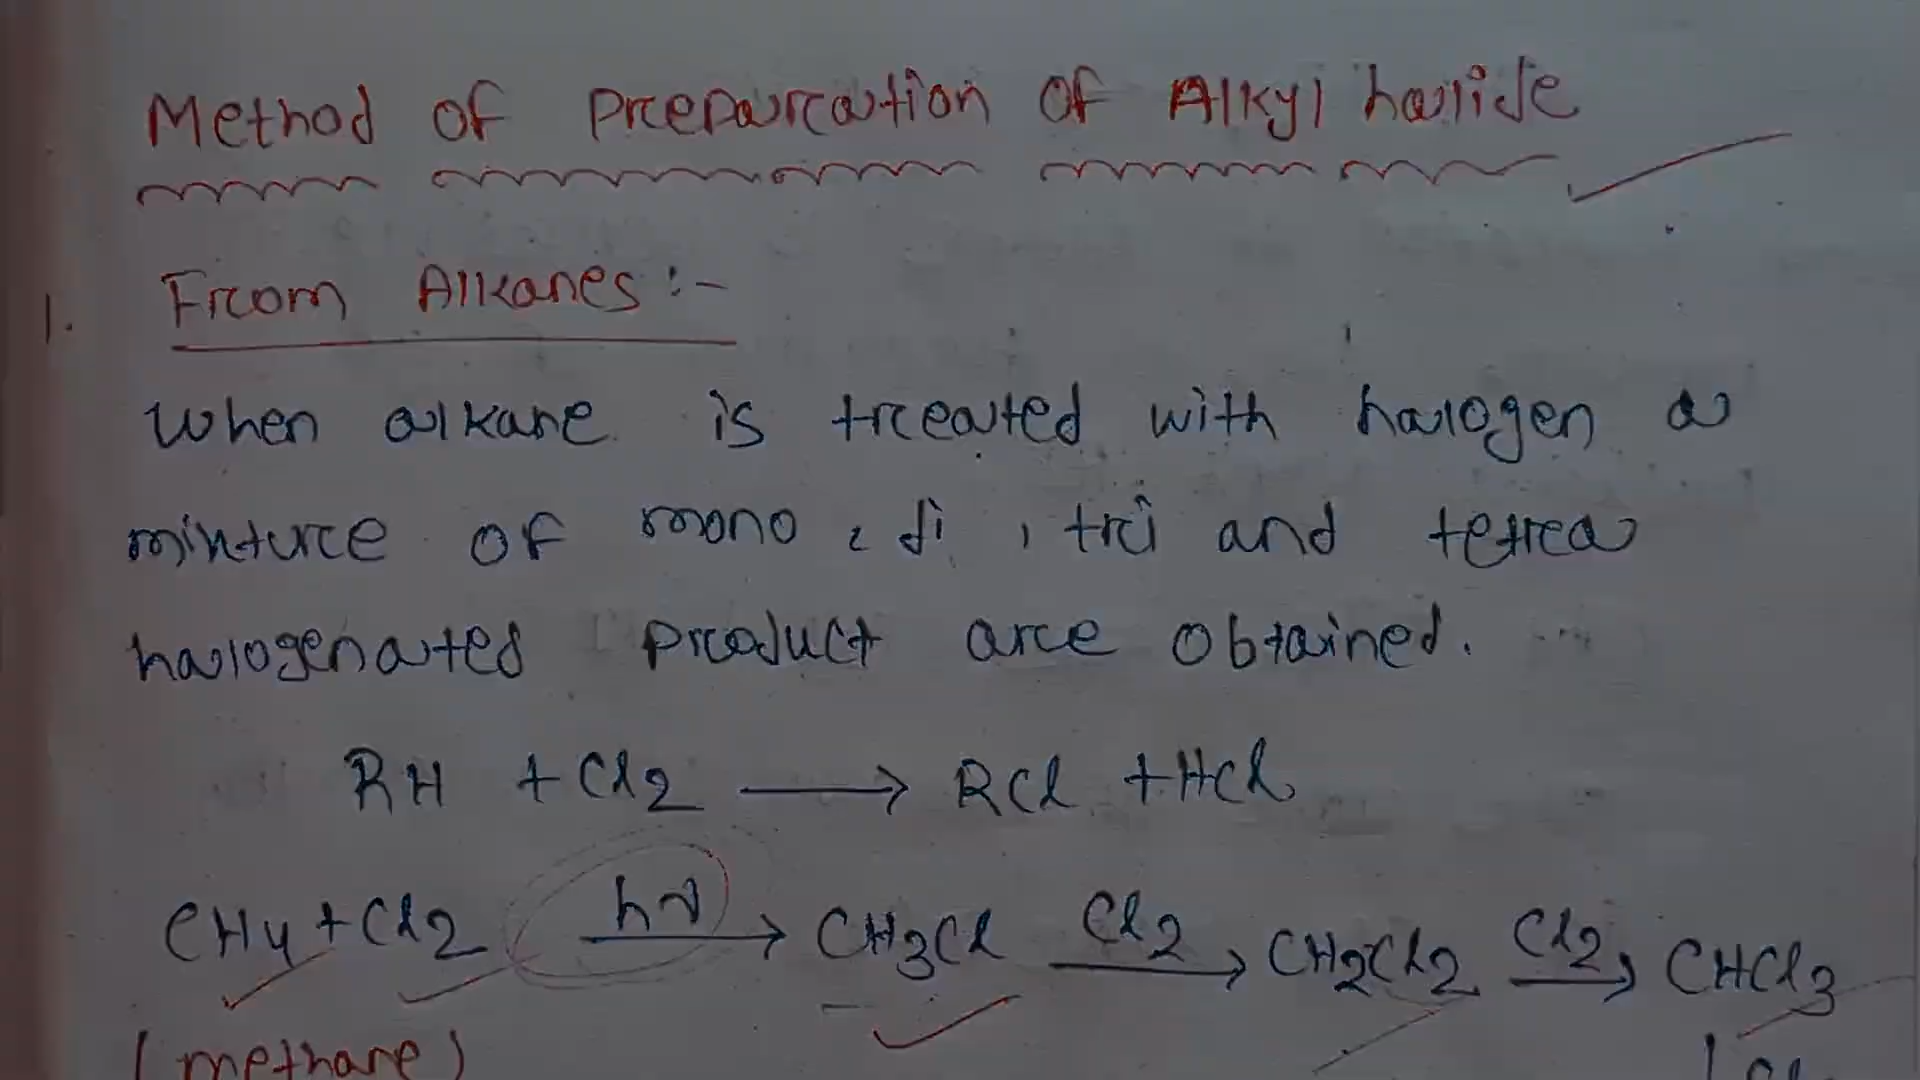 Method of Preparation of Alkyl halide
1. From Alkanes :-
When alkane is treated with halogen a
mixture of mono, di, tri and tetra
halogenated product are obtained.
RH + Cl2 ⟶ RCl + HCl
CH4 + Cl2 hν⟶ CH3Cl Cl2⟶ CH2Cl2 Cl2⟶ CHCl3
(methane)